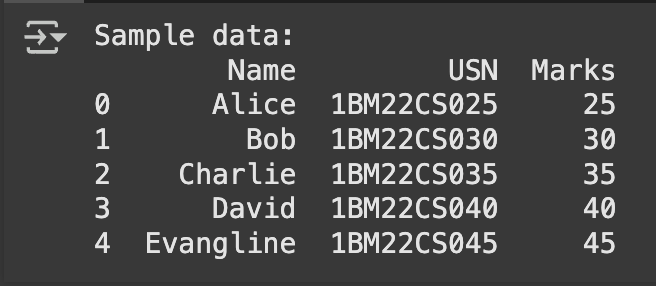 Sample data:
Name USN Marks
0 Alice 1BM22CS025 25
1 Bob 1BM22CS030 30
2 Charlie 1BM22CS035 35
3 David 1BM22CS040 40
4 Evangline 1BM22CS045 45